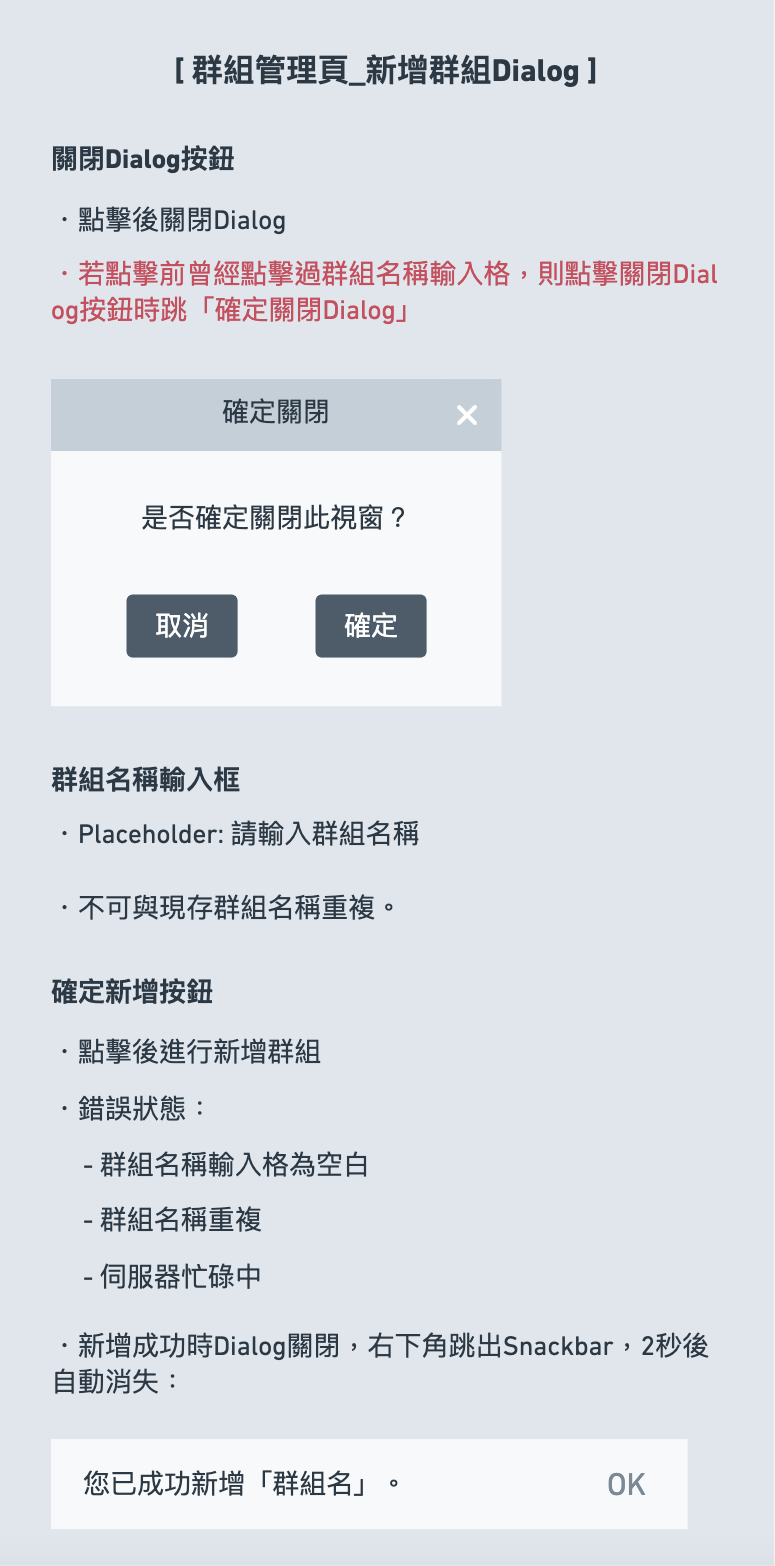 [ 群組管理頁_新增群組Dialog ]
關閉Dialog按鈕
・點擊後關閉Dialog
・若點擊前曾經點擊過群組名稱輸入格，則點擊關閉Dial
og按鈕時跳「確定關閉Dialog」
確定關閉 ×
是否確定關閉此視窗？
取消 確定
群組名稱輸入框
・Placeholder: 請輸入群組名稱
・不可與現存群組名稱重複。
確定新增按鈕
・點擊後進行新增群組
・錯誤狀態：
- 群組名稱輸入格為空白
- 群組名稱重複
- 伺服器忙碌中
・新增成功時Dialog關閉，右下角跳出Snackbar，2秒後
自動消失：
您已成功新增「群組名」。 OK